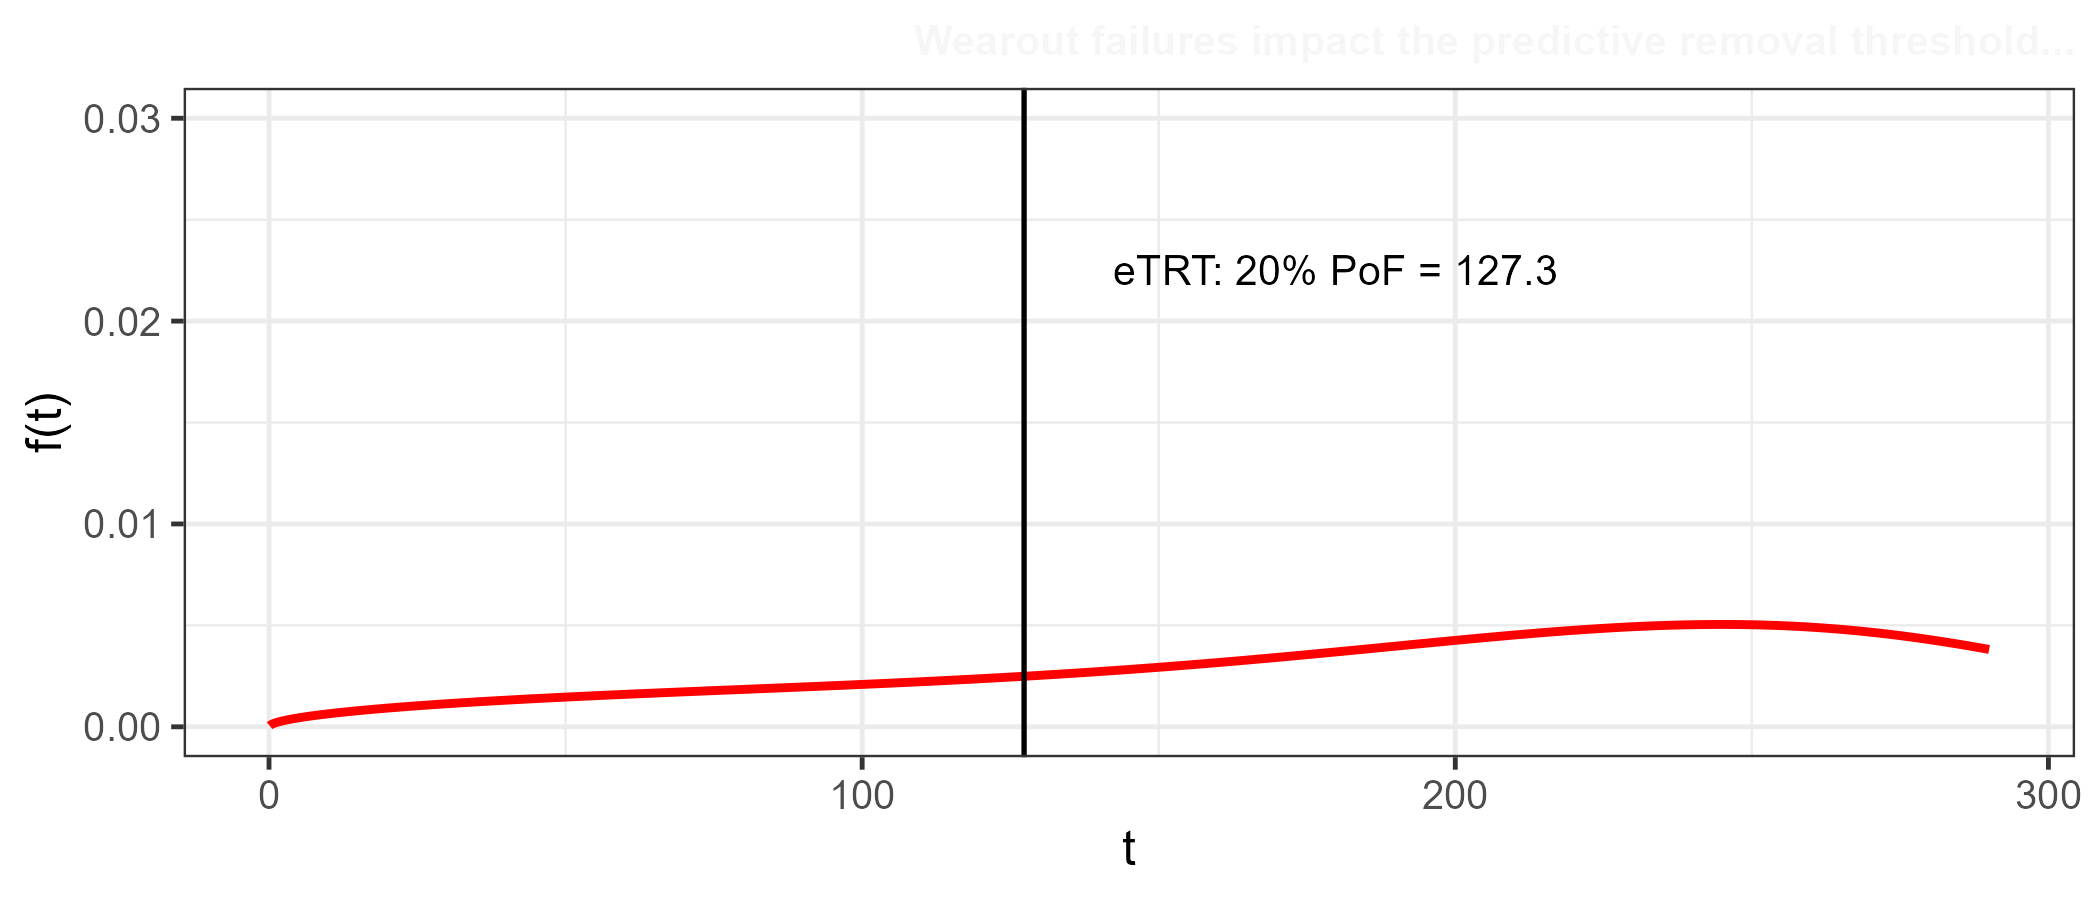 Wearout failures impact the predictive removal threshold...
0.03
0.02
0.01
0.00
f(t)
eTRT: 20% PoF = 127.3
0 100 200 300
t